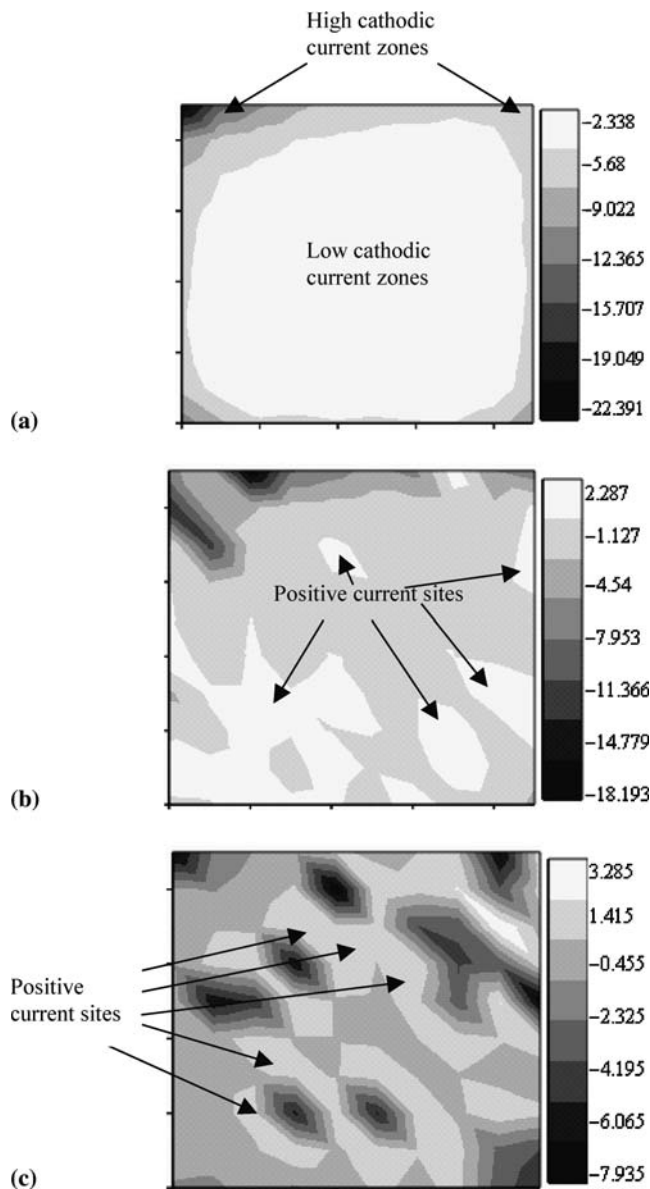 High cathodic
current zones
−2.338
−5.68
−9.022
−12.365
−15.707
−19.049
−22.391
Low cathodic
current zones
(a)
2.287
−1.127
−4.54
−7.953
−11.366
−14.779
−18.193
Positive current sites
(b)
3.285
1.415
−0.455
−2.325
−4.195
−6.065
−7.935
Positive
current sites
(c)